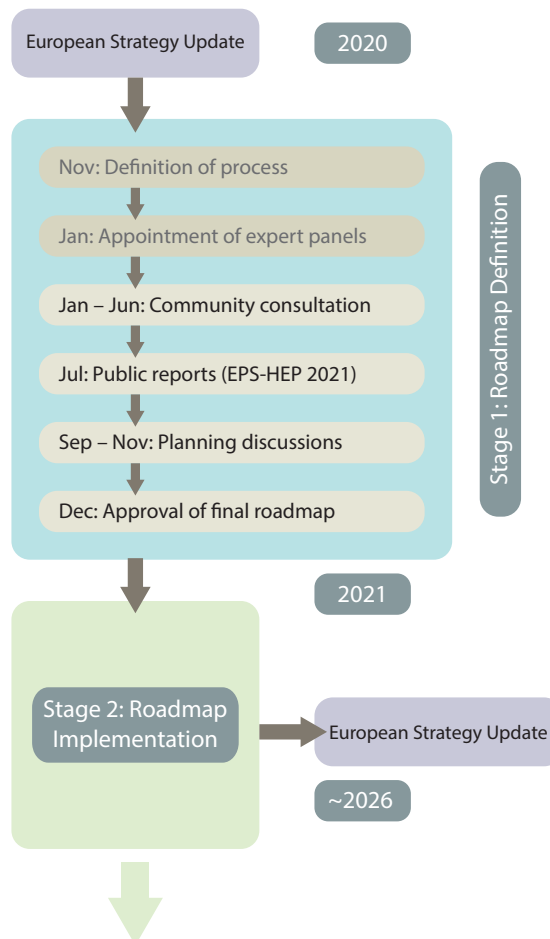 European Strategy Update
2020
Nov: Definition of process
Jan: Appointment of expert panels
Jan – Jun: Community consultation
Jul: Public reports (EPS-HEP 2021)
Sep – Nov: Planning discussions
Dec: Approval of final roadmap
Stage 1: Roadmap Definition
2021
Stage 2: Roadmap
Implementation
European Strategy Update
~2026